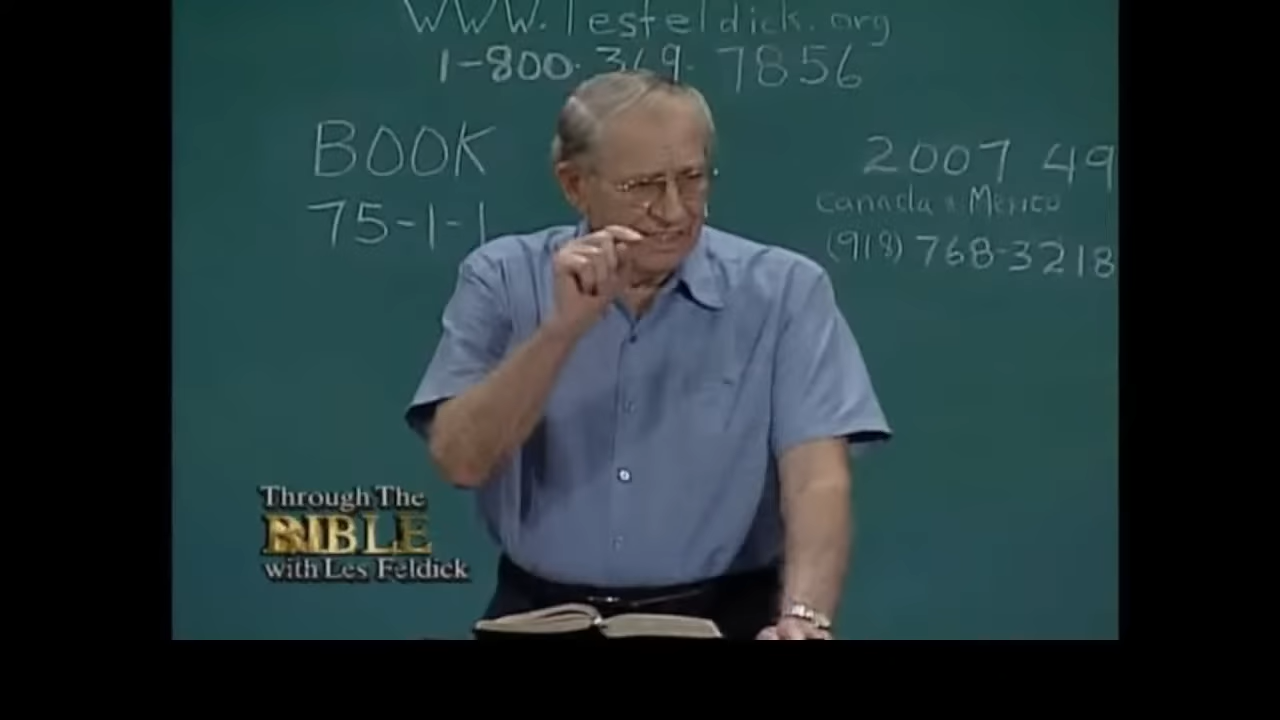 www.lesfeldick.org
1-800-369-7856
BOOK
75-1-1
2007 49
Canada & Mexico
(918) 768-3218
Through The
BIBLE
with Les Feldick